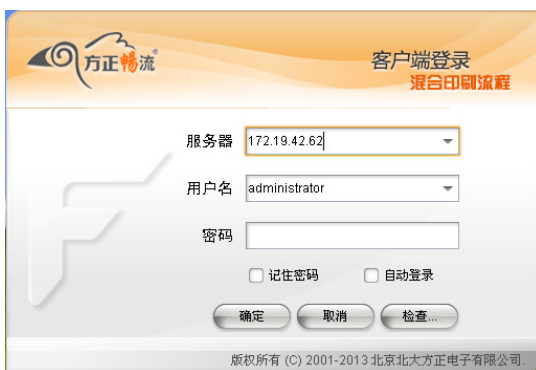 方正畅流®
客户端登录
混合印刷流程
服务器 172.19.42.62
用户名 administrator
密码
记住密码 自动登录
确定 取消 检查...
版权所有 (C) 2001-2013 北京北大方正电子有限公司.